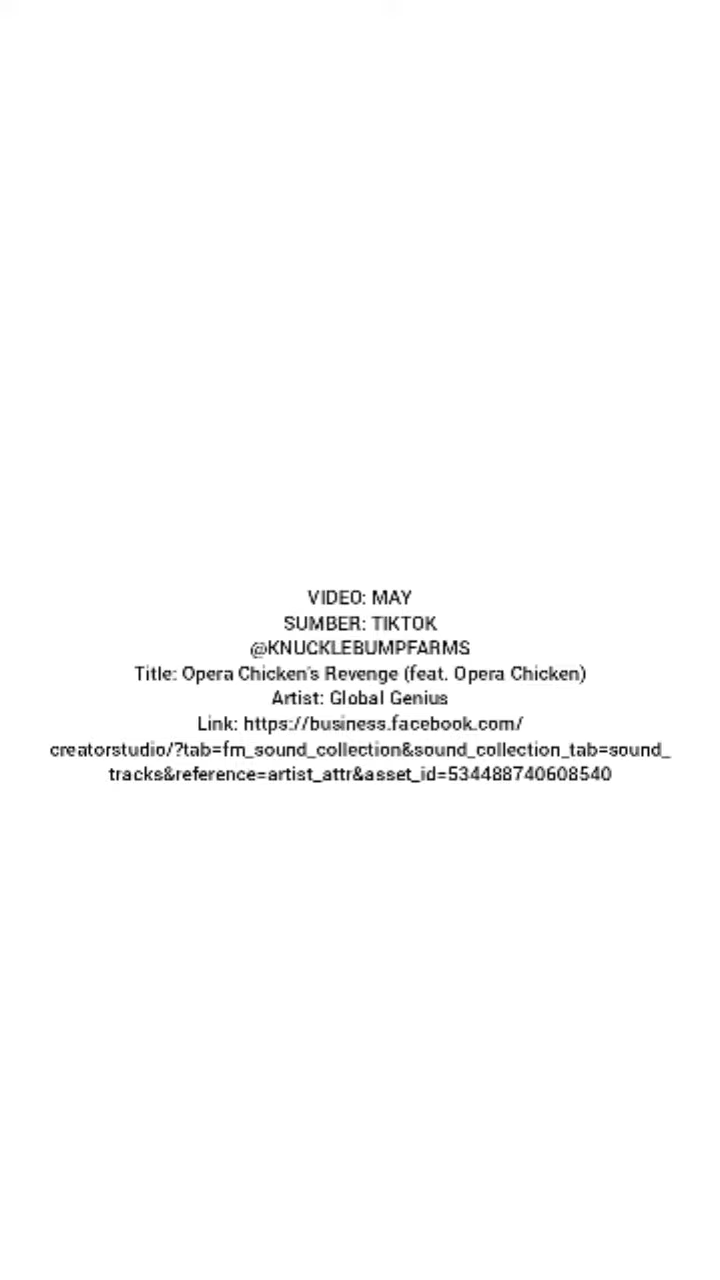 VIDEO: MAY
SUMBER: TIKTOK
@KNUCKLEBUMPFARMS
Title: Opera Chicken's Revenge (feat. Opera Chicken)
Artist: Global Genius
Link: https://business.facebook.com/
creatorstudio/?tab=fm_sound_collection&sound_collection_tab=sound_
tracks&reference=artist_attr&asset_id=534488740608540